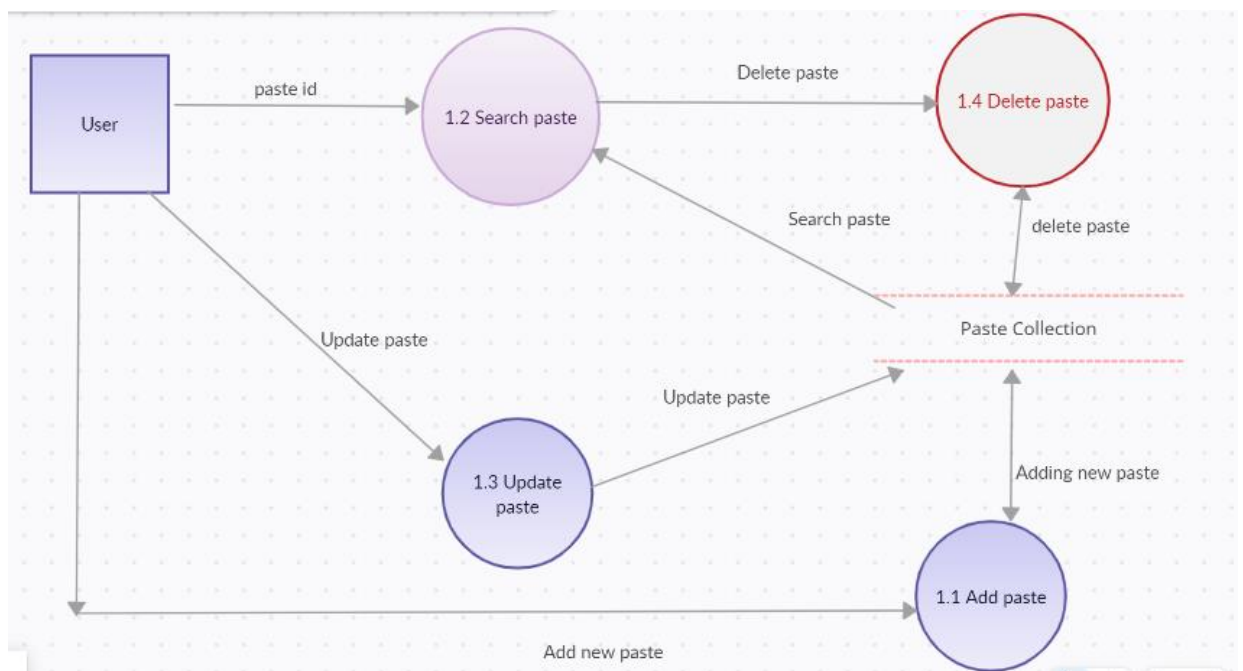 User
paste id
1.2 Search paste
Delete paste
1.4 Delete paste
Search paste
delete paste
Paste Collection
Update paste
Update paste
1.3 Update
paste
Adding new paste
1.1 Add paste
Add new paste